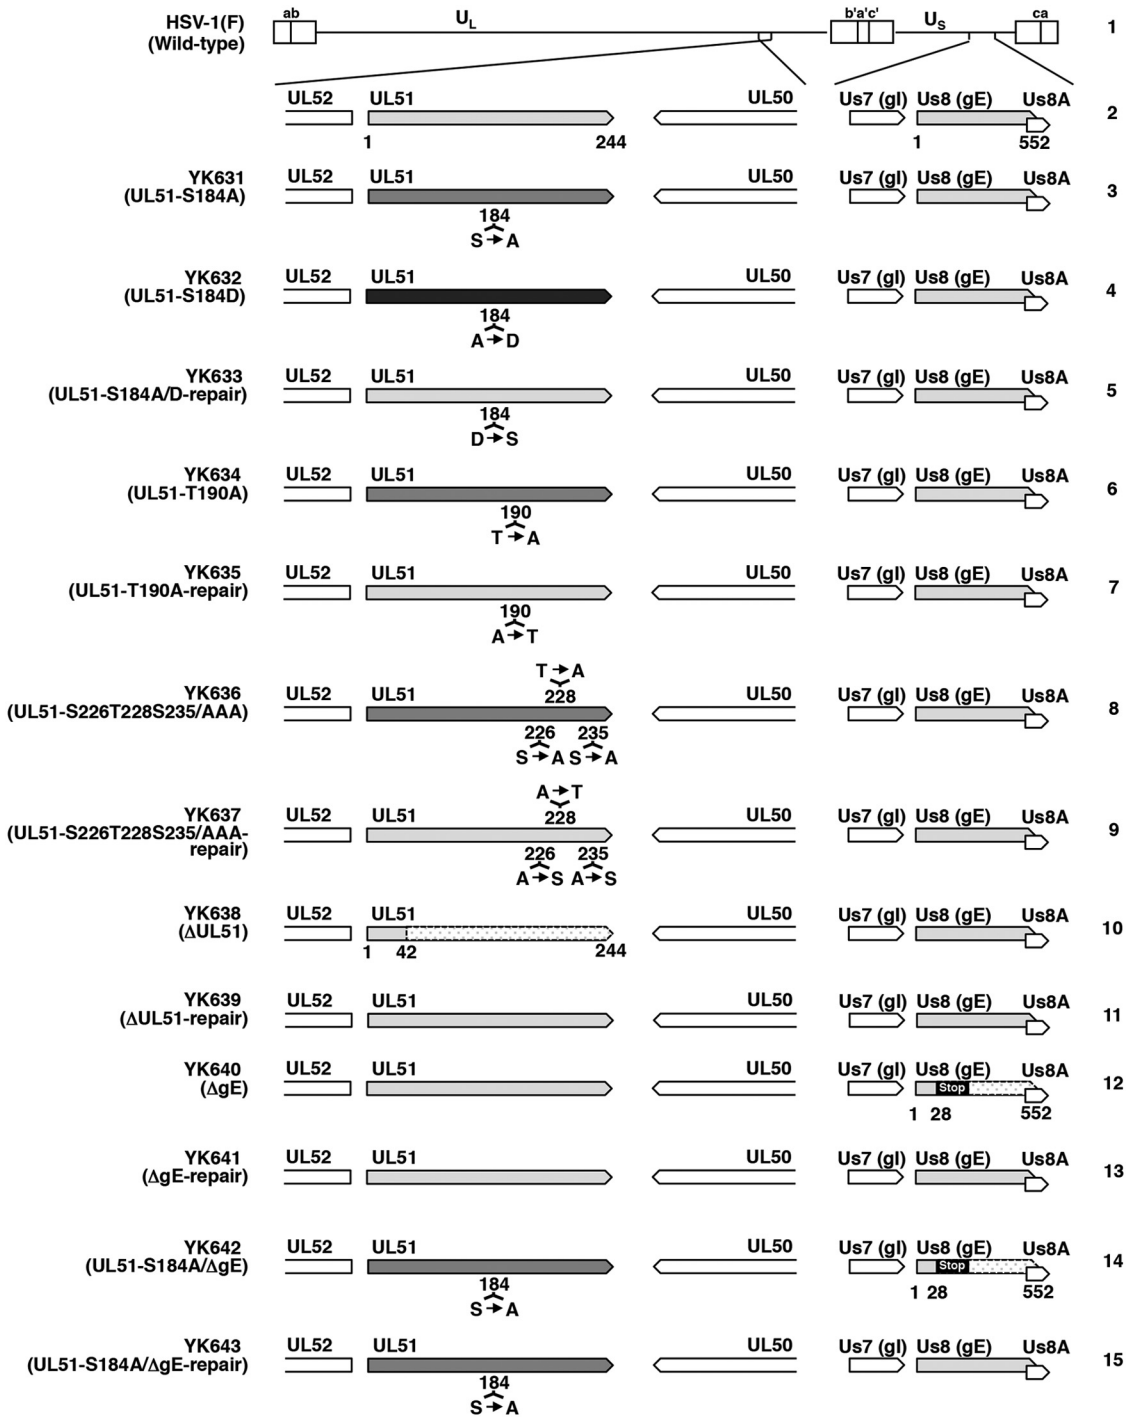 ab b'a'c' ca
HSV-1(F) UL US 1
(Wild-type)
UL52 UL51 UL50 Us7 (gI) Us8 (gE) Us8A
2
1 244 1 552
YK631 UL52 UL51 UL50 Us7 (gI) Us8 (gE) Us8A
(UL51-S184A) 3
184
S→A
YK632 UL52 UL51 UL50 Us7 (gI) Us8 (gE) Us8A
(UL51-S184D) 4
184
A→D
YK633 UL52 UL51 UL50 Us7 (gI) Us8 (gE) Us8A
(UL51-S184A/D-repair) 5
184
D→S
YK634 UL52 UL51 UL50 Us7 (gI) Us8 (gE) Us8A
(UL51-T190A) 6
190
T→A
YK635 UL52 UL51 UL50 Us7 (gI) Us8 (gE) Us8A
(UL51-T190A-repair) 7
190
A→T
T→A
YK636 UL52 UL51 228 UL50 Us7 (gI) Us8 (gE) Us8A
(UL51-S226T228S235/AAA) 8
226 235
S→A S→A
A→T
YK637 UL52 UL51 228 UL50 Us7 (gI) Us8 (gE) Us8A
(UL51-S226T228S235/AAA- 9
repair) 226 235
A→S A→S
YK638 UL52 UL51 UL50 Us7 (gI) Us8 (gE) Us8A
(ΔUL51) 10
1 42 244
YK639 UL52 UL51 UL50 Us7 (gI) Us8 (gE) Us8A
(ΔUL51-repair) 11
YK640 UL52 UL51 UL50 Us7 (gI) Us8 (gE) Us8A
(ΔgE) Stop 12
1 28 552
YK641 UL52 UL51 UL50 Us7 (gI) Us8 (gE) Us8A
(ΔgE-repair) 13
YK642 UL52 UL51 UL50 Us7 (gI) Us8 (gE) Us8A
(UL51-S184A/ΔgE) Stop 14
184 1 28 552
S→A
YK643 UL52 UL51 UL50 Us7 (gI) Us8 (gE) Us8A
(UL51-S184A/ΔgE-repair) 15
184
S→A